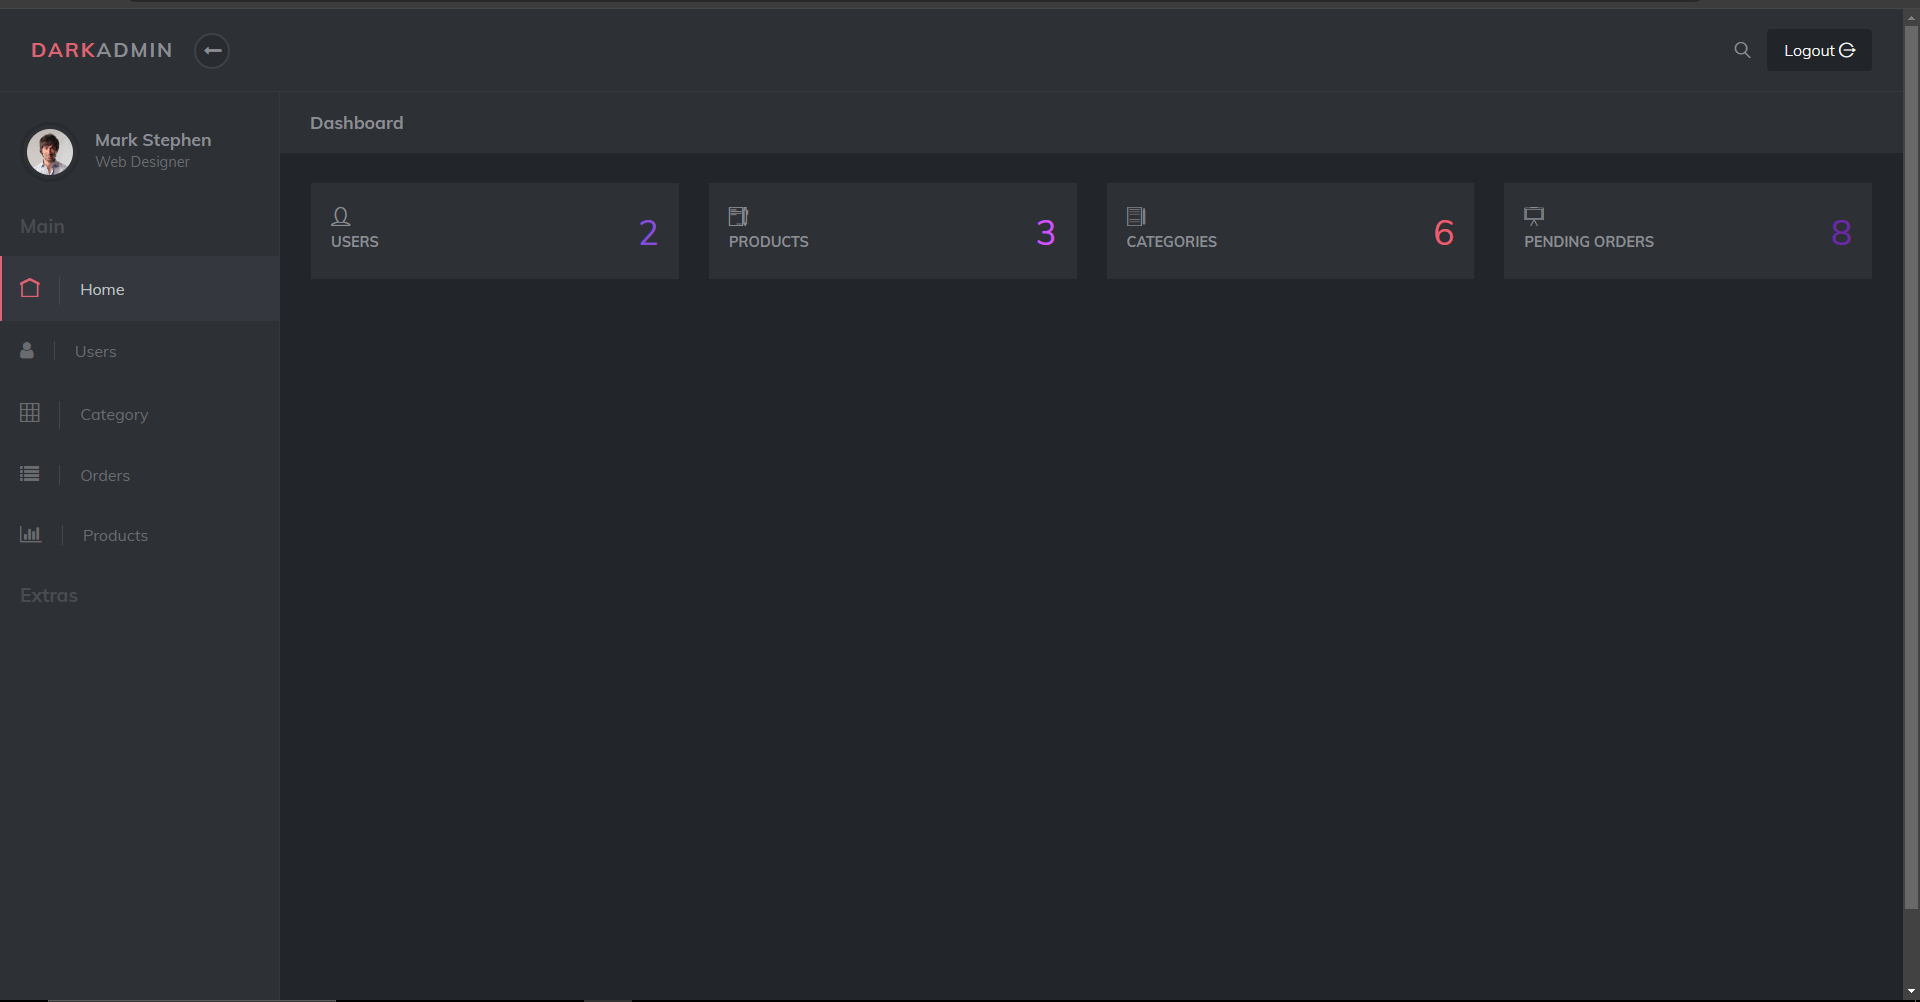 DARKADMIN
Logout
Mark Stephen
Web Designer
Main
Home
Users
Category
Orders
Products
Extras
Dashboard
USERS
2
PRODUCTS
3
CATEGORIES
6
PENDING ORDERS
8